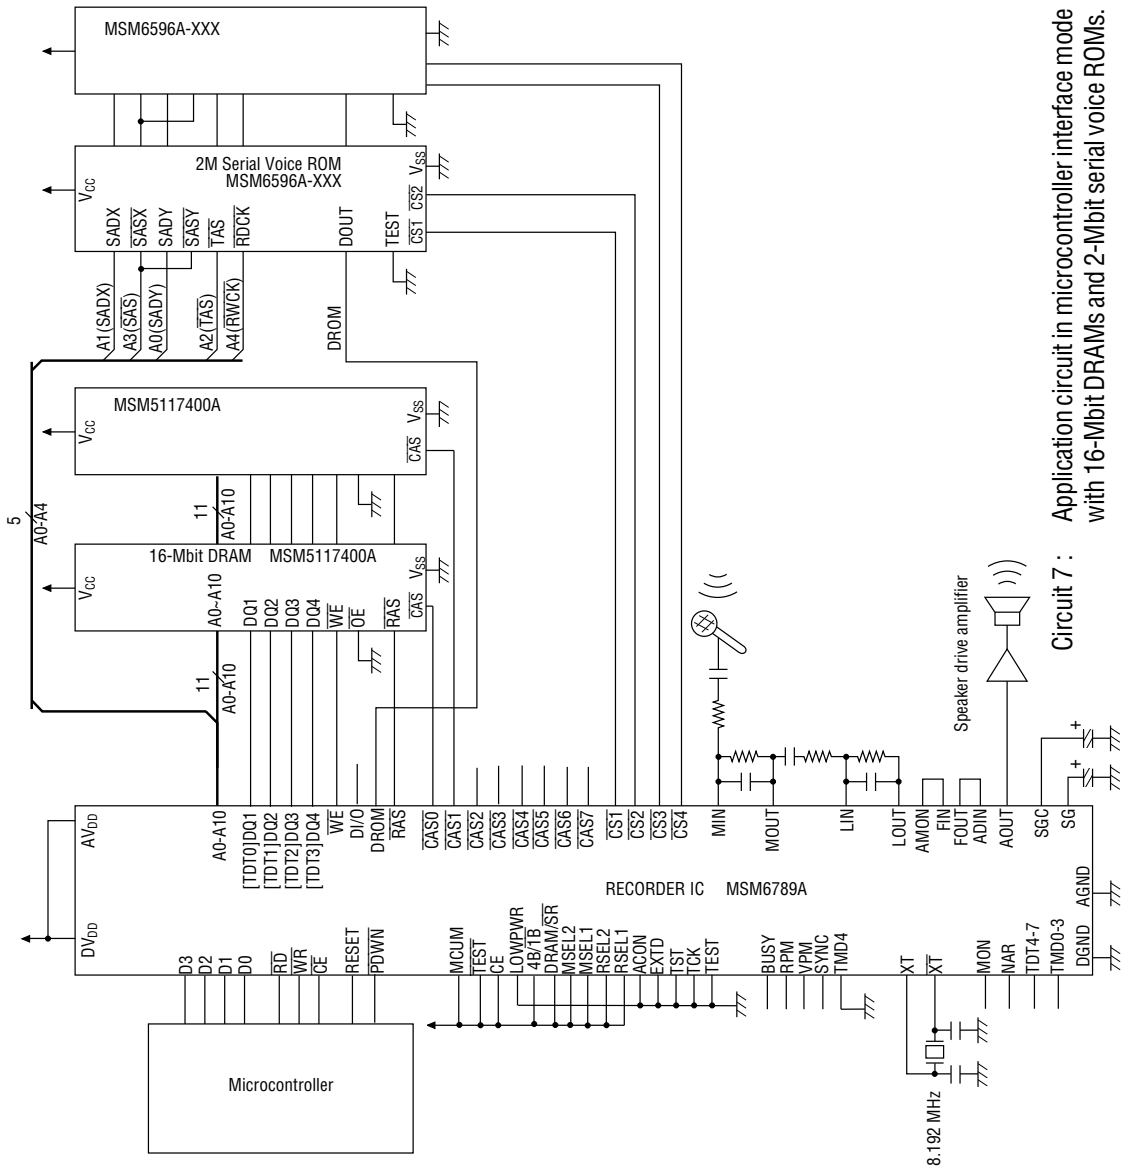 MSM6596A-XXX
2M Serial Voice ROM
MSM6596A-XXX
VCC
VSS
SADX
SASX
SADY
SASY
TAS
RDCK
DOUT
TEST
CS1
CS2
A1(SADX)
A3(SAS)
A0(SADY)
A2(TAS)
A4(RWCK)
DROM
MSM5117400A
VCC
VSS
CAS
5
A0-A4
11
A0-A10
16-Mbit DRAM MSM5117400A
VCC
A0~A10
DQ1
DQ2
DQ3
DQ4
WE
OE
RAS
CAS
VSS
11
A0-A10
AVDD
DVDD
A0-A10
[TDT0]DQ1
[TDT1]DQ2
[TDT2]DQ3
[TDT3]DQ4
WE
DI/O
DROM
RAS
CAS0
CAS1
CAS2
CAS3
CAS4
CAS5
CAS6
CAS7
CS1
CS2
CS3
CS4
MIN
MOUT
LIN
LOUT
AMON
FIN
FOUT
ADIN
AOUT
SGC
SG
+
+
RECORDER IC MSM6789A
AGND
DGND
D3
D2
D1
D0
RD
WR
CE
RESET
PDWN
MCUM
TEST
CE
LOWPWR
4B/1B
DRAM/SR
MSEL2
MSEL1
RSEL2
RSEL1
ACON
EXTD
TST
TCK
TEST
BUSY
RPM
VPM
SYNC
TMD4
XT
XT
MON
NAR
TDT4-7
TMD0-3
Microcontroller
8.192 MHz
Speaker drive amplifier
Circuit 7 : Application circuit in microcontroller interface mode
with 16-Mbit DRAMs and 2-Mbit serial voice ROMs.